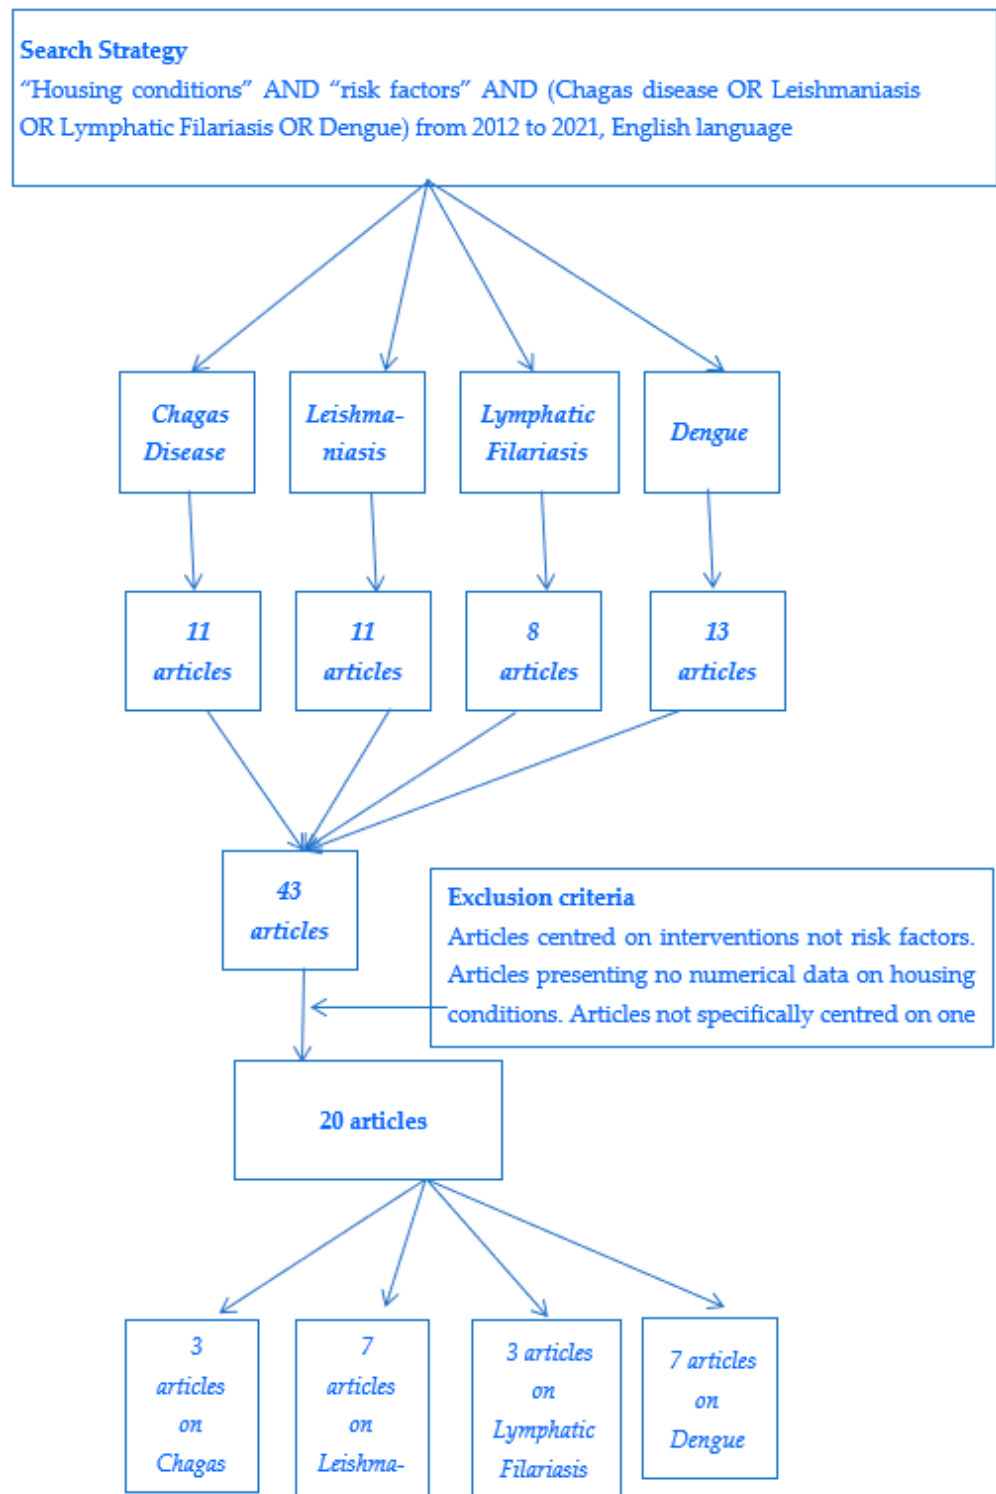 Search Strategy
“Housing conditions” AND “risk factors” AND (Chagas disease OR Leishmaniasis
OR Lymphatic Filariasis OR Dengue) from 2012 to 2021, English language
Chagas
Disease
Leishma-
niasis
Lymphatic
Filariasis
Dengue
11
articles
11
articles
8
articles
13
articles
43
articles
Exclusion criteria
Articles centred on interventions not risk factors.
Articles presenting no numerical data on housing
conditions. Articles not specifically centred on one
20 articles
3
articles
on
Chagas
7
articles
on
Leishma-
3 articles
on
Lymphatic
Filariasis
7 articles
on
Dengue